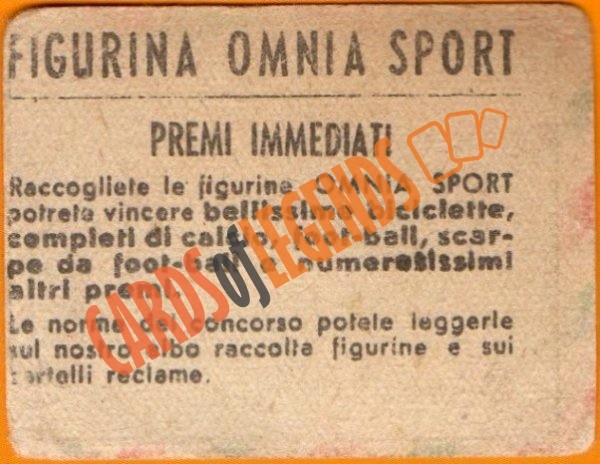 FIGURINA OMNIA SPORT
PREMI IMMEDIATI
Raccogliete le figurine OMNIA SPORT
potrete vincere bellissime biciclette,
completi di calcio, foot-ball, scar-
pe da foot-ball e numerosissimi
altri premi.
Le norme del concorso potete leggerle
sul nostro albo raccolta figurine e sui
cartelli reclame.
CARDS of LEGENDS